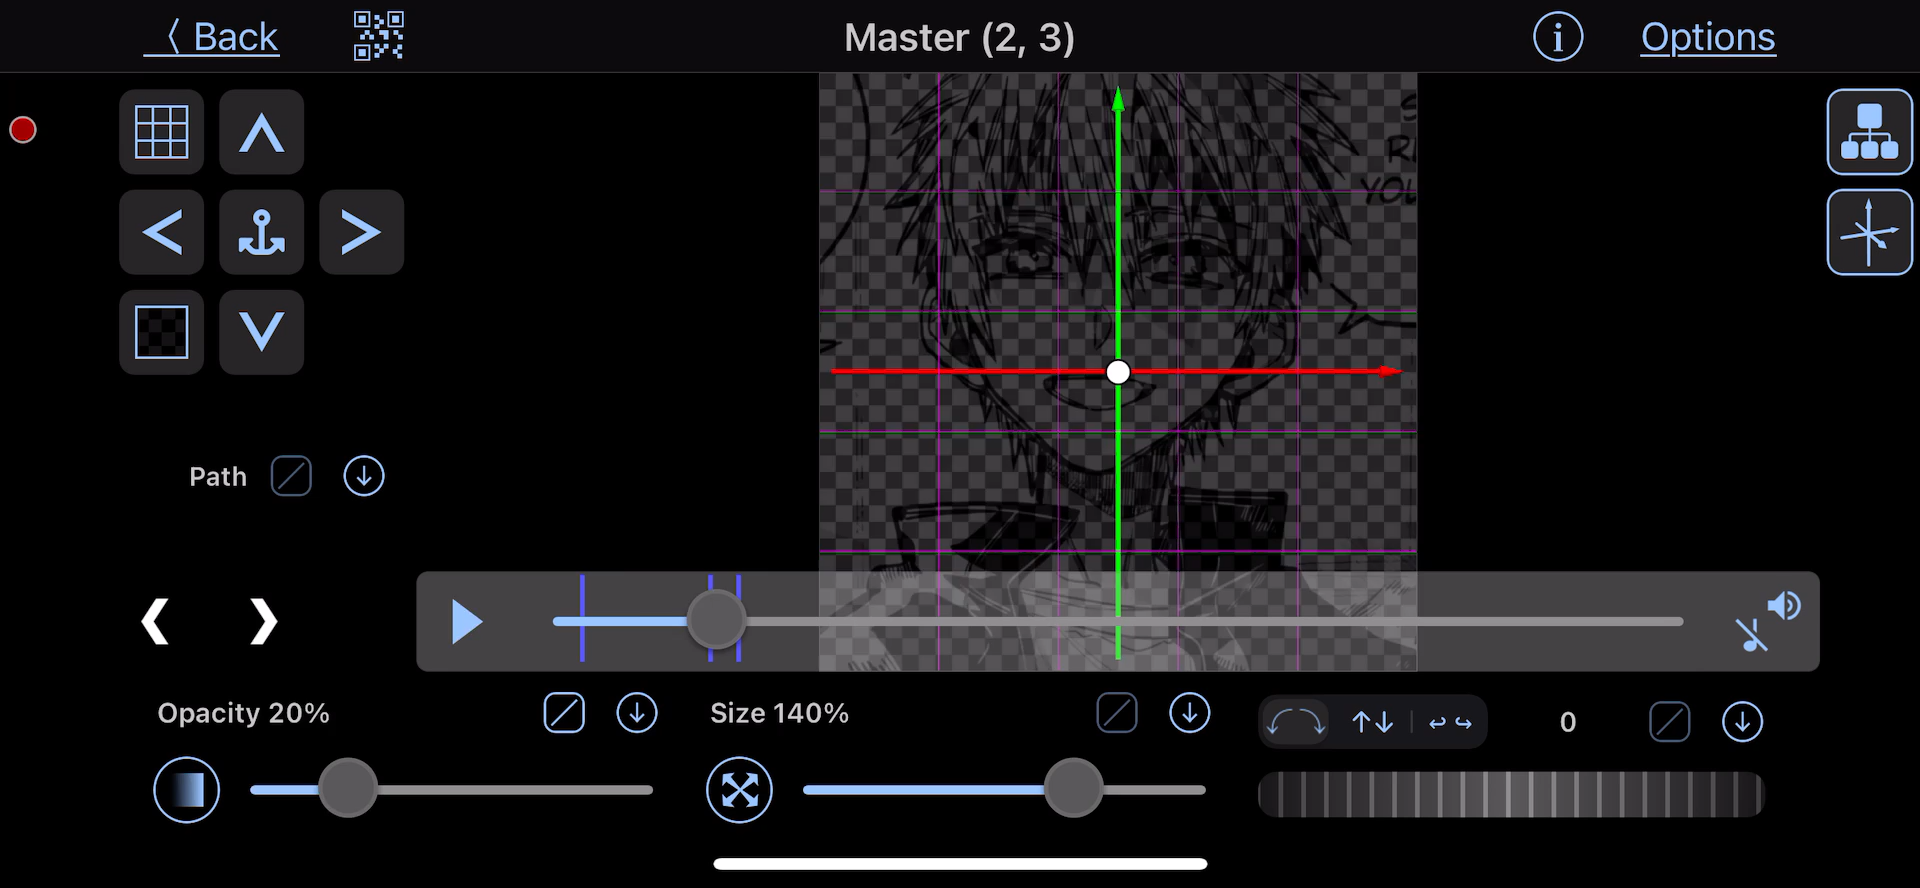 Back
Master (2, 3)
Options
Path
Opacity 20%
Size 140%
0